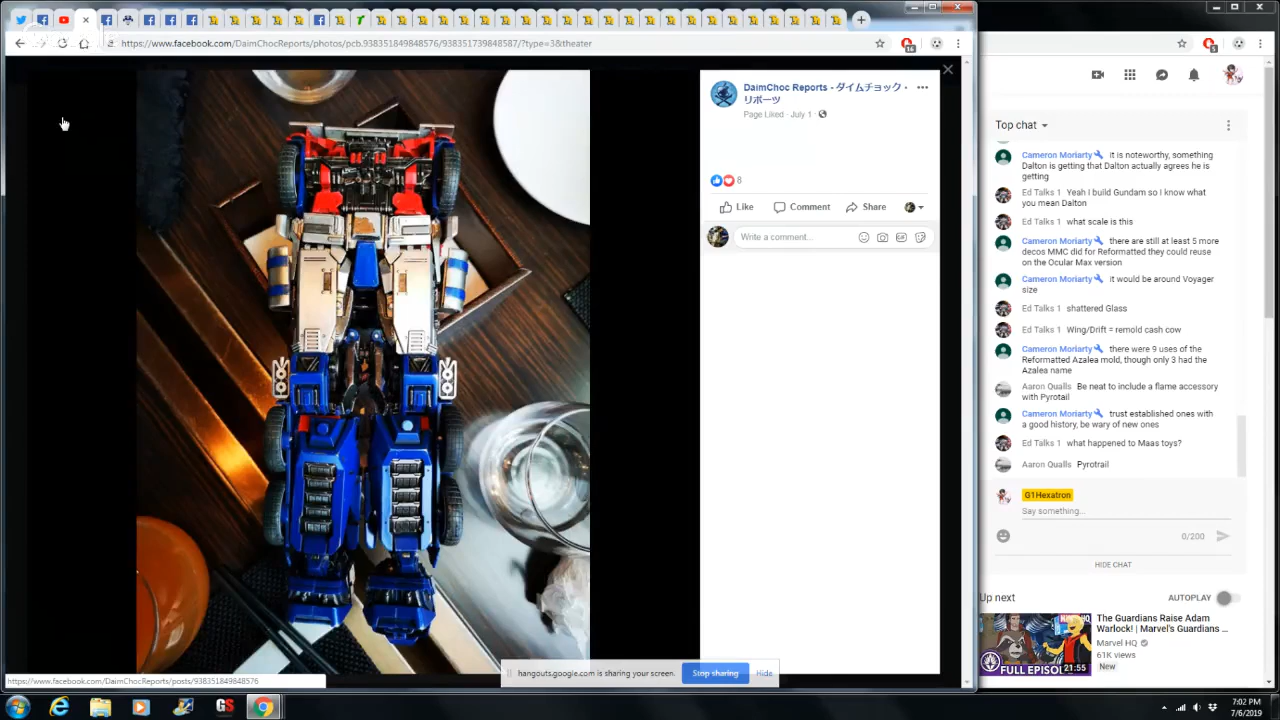 https://www.facebook.com/DaimChocReports/photos/pcb.938351849848576/938351739848587/?type=3&theater
16
5
DaimChoc Reports - ダイムチョック・
リポーツ
Page Liked · July 1 ·
8
Like
Comment
Share
Write a comment...
Top chat
Cameron Moriarty it is noteworthy, something
Dalton is getting that Dalton actually agrees he is
getting
Ed Talks 1 Yeah I build Gundam so I know what
you mean Dalton
Ed Talks 1 what scale is this
Cameron Moriarty there are still at least 5 more
decos MMC did for Reformatted they could reuse
on the Ocular Max version
Cameron Moriarty it would be around Voyager
size
Ed Talks 1 shattered Glass
Ed Talks 1 Wing/Drift = remold cash cow
Cameron Moriarty there were 9 uses of the
Reformatted Azalea mold, though only 3 had the
Azalea name
Aaron Qualls Be neat to include a flame accessory
with Pyrotail
Cameron Moriarty trust established ones with
a good history, be wary of new ones
Ed Talks 1 what happened to Maas toys?
Aaron Qualls Pyrotrail
G1Hexatron
Say something...
0/200
HIDE CHAT
Up next
AUTOPLAY
The Guardians Raise Adam
Warlock! | Marvel's Guardians ...
Marvel HQ
61K views
New
FULL EPISO
21:55
hangouts.google.com is sharing your screen.
Stop sharing
Hide
https://www.facebook.com/DaimChocReports/posts/938351849848576
GS
7:02 PM
7/6/2019